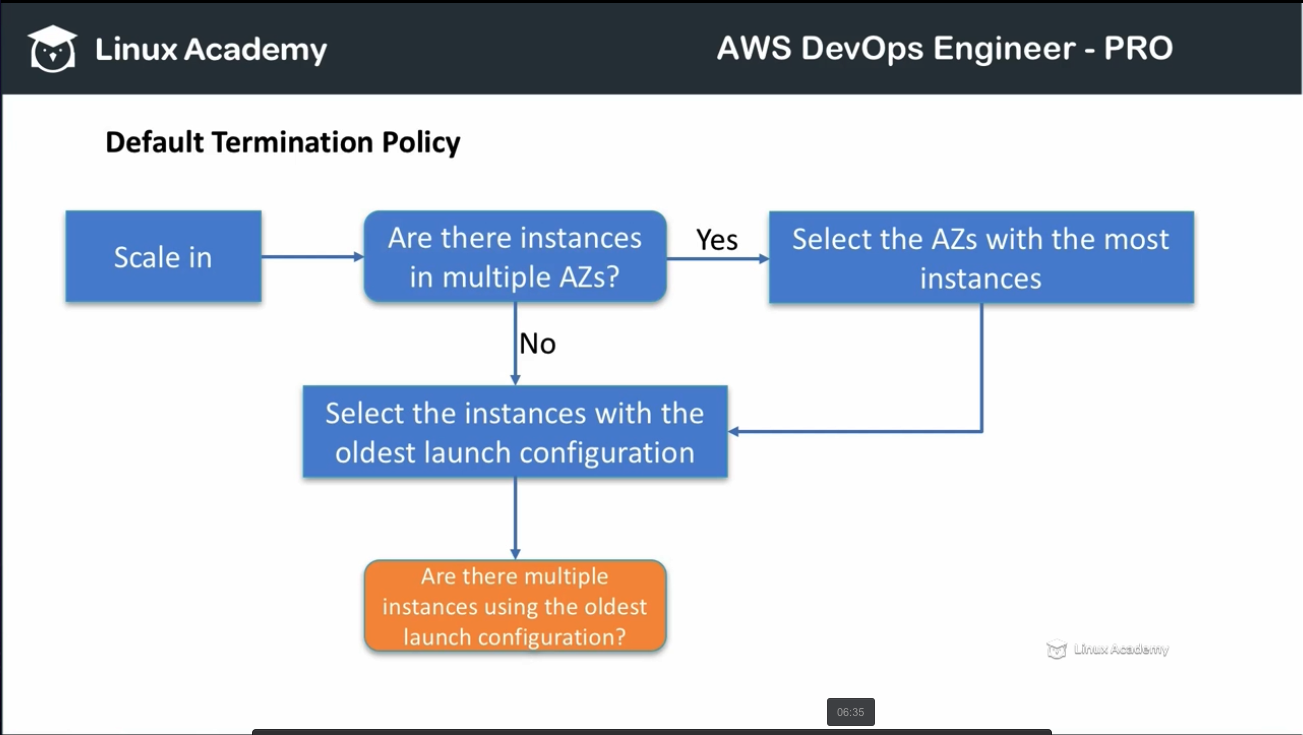 Linux Academy
AWS DevOps Engineer - PRO
Default Termination Policy
Scale in
Are there instances
in multiple AZs?
Yes
Select the AZs with the most
instances
No
Select the instances with the
oldest launch configuration
Are there multiple
instances using the oldest
launch configuration?
Linux Academy
06:35